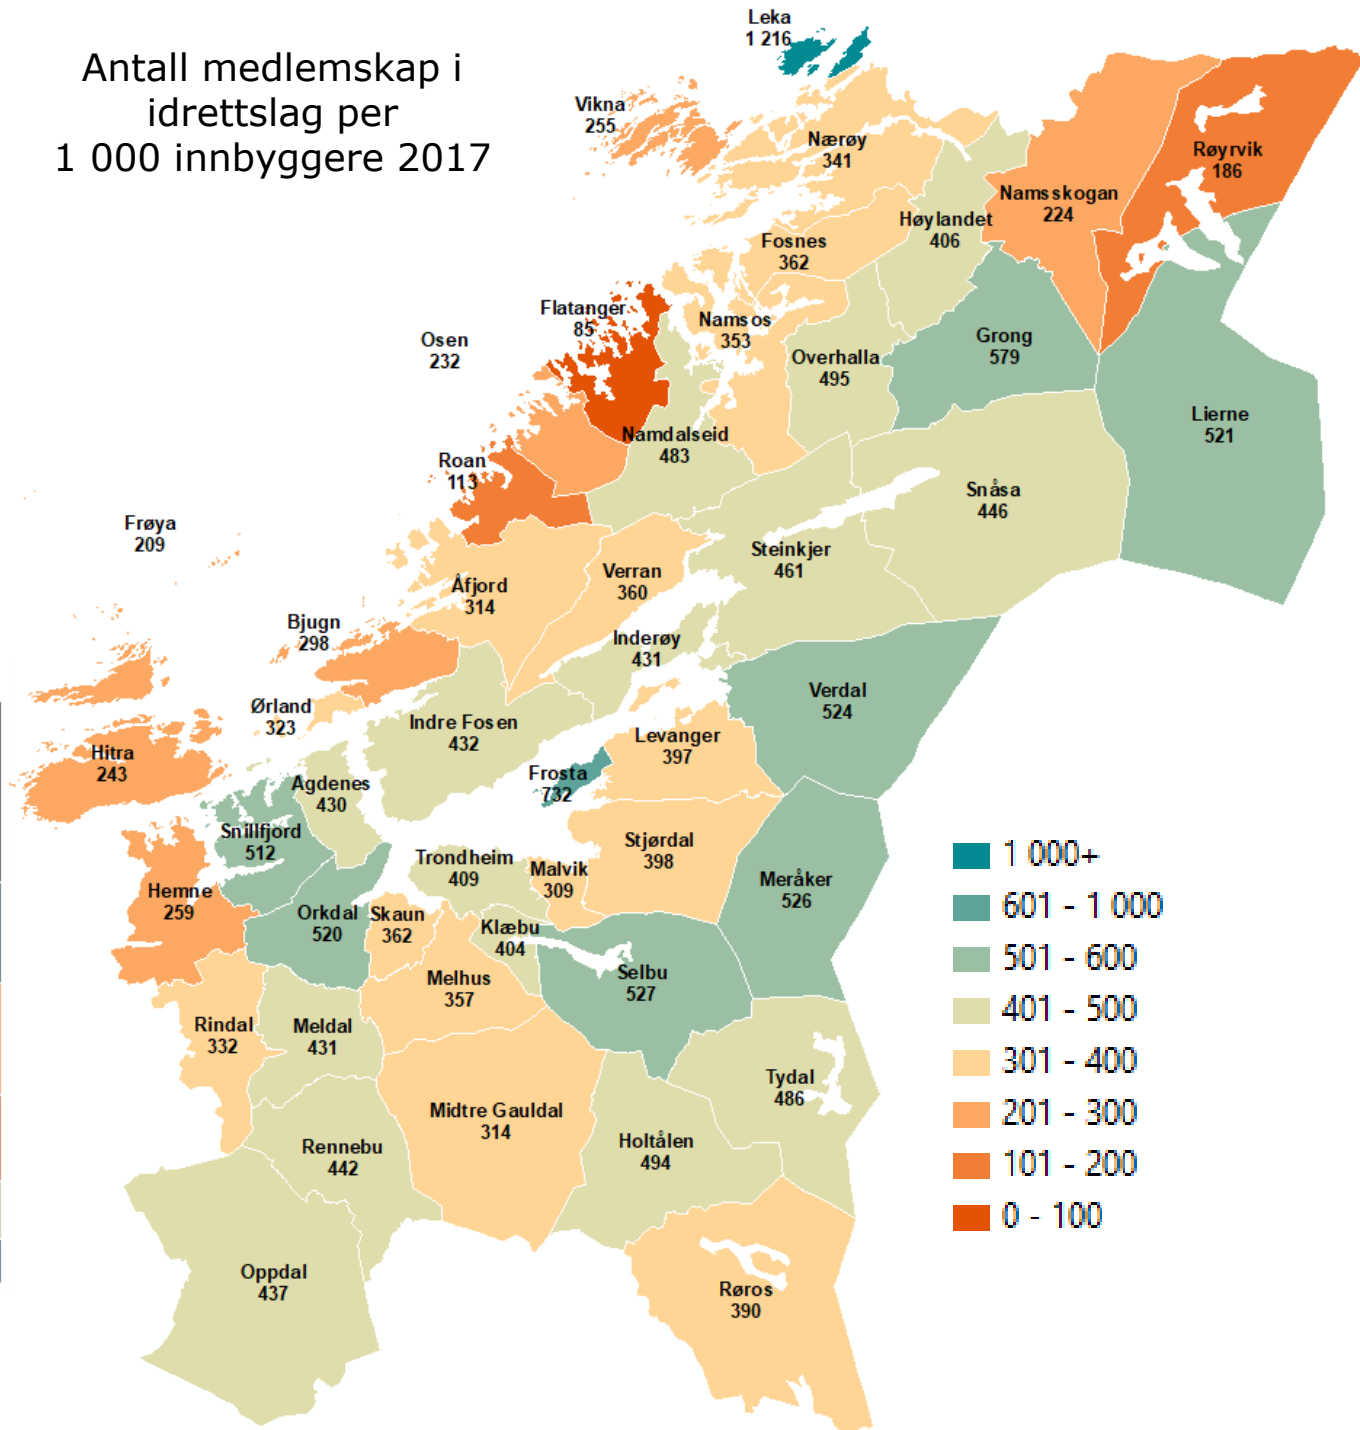 Antall medlemskap i
idrettslag per
1 000 innbyggere 2017
Leka
1 216
Vikna
255
Nærøy
341
Røyrvik
186
Namsskogan
224
Høylandet
406
Fosnes
362
Flatanger
85
Namsos
353
Osen
232
Overhalla
495
Grong
579
Lierne
521
Namdalseid
483
Roan
113
Snåsa
446
Frøya
209
Steinkjer
461
Verran
360
Åfjord
314
Bjugn
298
Inderøy
431
Verdal
524
Ørland
323
Indre Fosen
432
Levanger
397
Hitra
243
Frosta
732
Agdenes
430
Snillfjord
512
Stjørdal
398
Trondheim
409
Malvik
309
Meråker
526
Hemne
259
Orkdal
520
Skaun
362
Klæbu
404
Selbu
527
Melhus
357
Rindal
332
Meldal
431
Tydal
486
Midtre Gauldal
314
Holtålen
494
Rennebu
442
Oppdal
437
Røros
390
1 000+
601 - 1 000
501 - 600
401 - 500
301 - 400
201 - 300
101 - 200
0 - 100